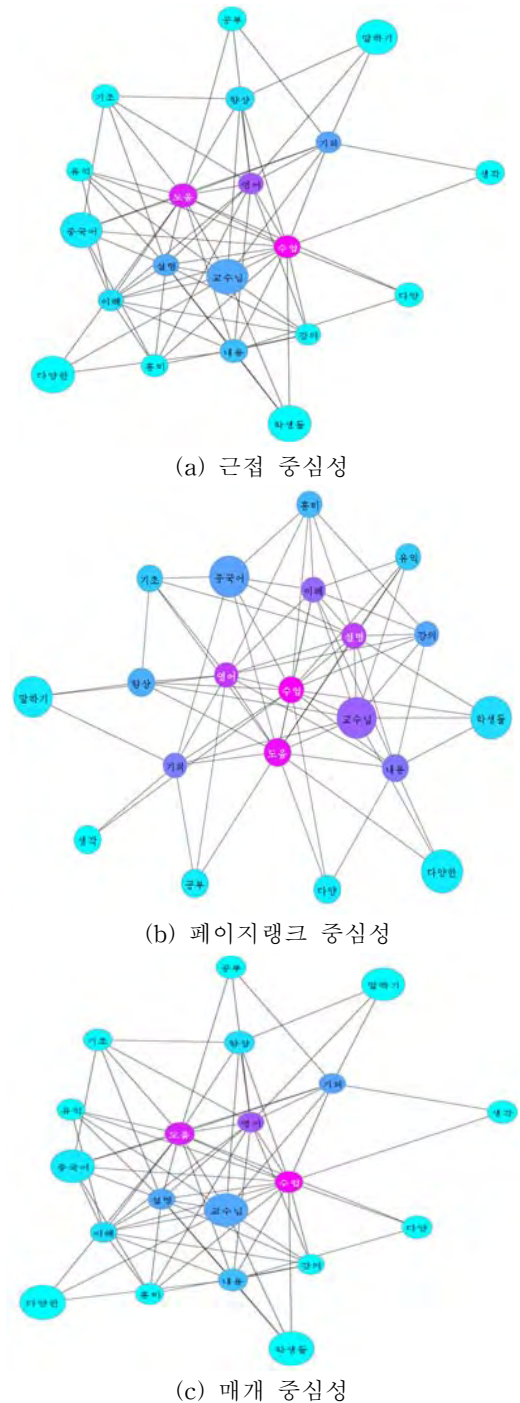 공부
말하기
기초
향상
기회
유익
도움
영어
생각
중국어
수업
설명
교수님
이해
다양
강의
내용
흥미
다양한
학생들
(a) 근접 중심성
흥미
유익
기초
중국어
이해
설명
강의
영어
향상
수업
말하기
교수님
학생들
도움
기회
내용
생각
다양한
공부
다양
(b) 페이지랭크 중심성
공부
말하기
기초
향상
기회
유익
도움
영어
생각
중국어
수업
설명
교수님
이해
다양
강의
내용
흥미
다양한
학생들
(c) 매개 중심성